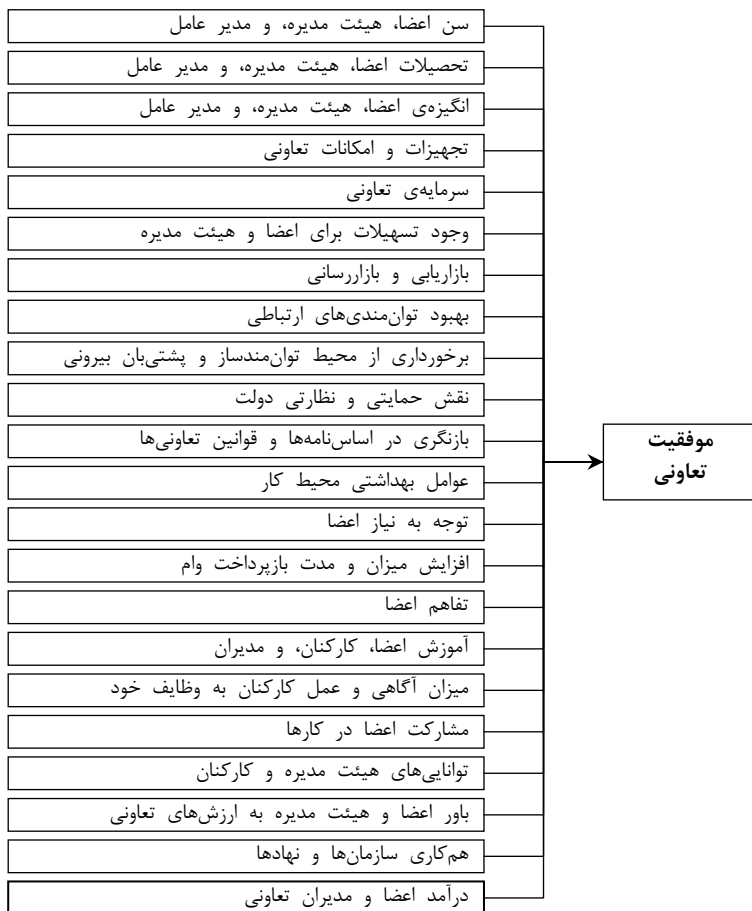 سن اعضا، هیئت مدیره، و مدیر عامل
تحصیلات اعضا، هیئت مدیره، و مدیر عامل
انگیزه‌ی اعضا، هیئت مدیره، و مدیر عامل
تجهیزات و امکانات تعاونی
سرمایه‌ی تعاونی
وجود تسهیلات برای اعضا و هیئت مدیره
بازاریابی و بازاررسانی
بهبود توان‌مندی‌های ارتباطی
برخورداری از محیط توان‌مندساز و پشتی‌بان بیرونی
نقش حمایتی و نظارتی دولت
بازنگری در اساس‌نامه‌ها و قوانین تعاونی‌ها
عوامل بهداشتی محیط کار
توجه به نیاز اعضا
افزایش میزان و مدت بازپرداخت وام
تفاهم اعضا
آموزش اعضا، کارکنان، و مدیران
میزان آگاهی و عمل کارکنان به وظایف خود
مشارکت اعضا در کارها
توانایی‌های هیئت مدیره و کارکنان
باور اعضا و هیئت مدیره به ارزش‌های تعاونی
هم‌کاری سازمان‌ها و نهادها
درآمد اعضا و مدیران تعاونی
موفقیت
تعاونی